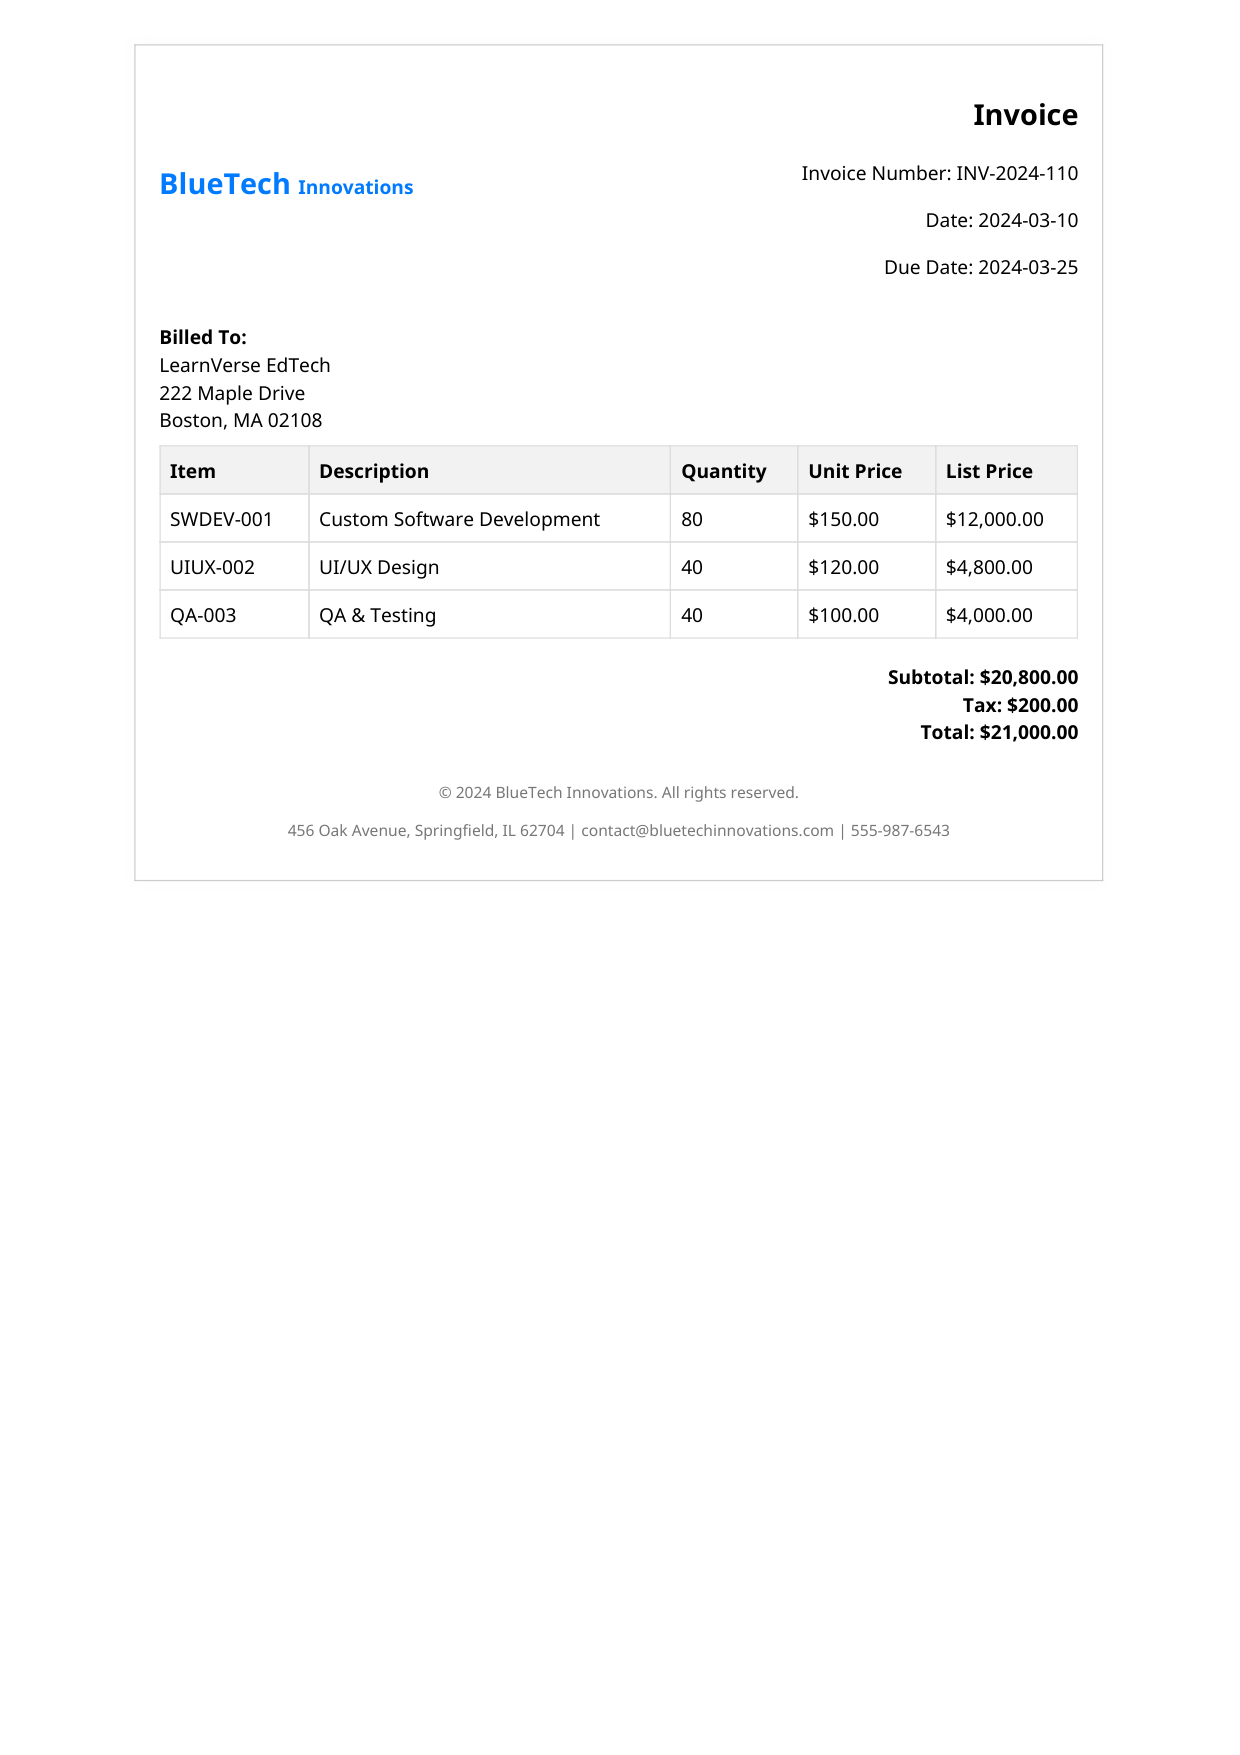 Invoice
BlueTech Innovations
Invoice Number: INV-2024-110
Date: 2024-03-10
Due Date: 2024-03-25
Billed To:
LearnVerse EdTech
222 Maple Drive
Boston, MA 02108
Item Description Quantity Unit Price List Price
SWDEV-001 Custom Software Development 80 $150.00 $12,000.00
UIUX-002 UI/UX Design 40 $120.00 $4,800.00
QA-003 QA & Testing 40 $100.00 $4,000.00
Subtotal: $20,800.00
Tax: $200.00
Total: $21,000.00
© 2024 BlueTech Innovations. All rights reserved.
456 Oak Avenue, Springfield, IL 62704 | contact@bluetechinnovations.com | 555-987-6543